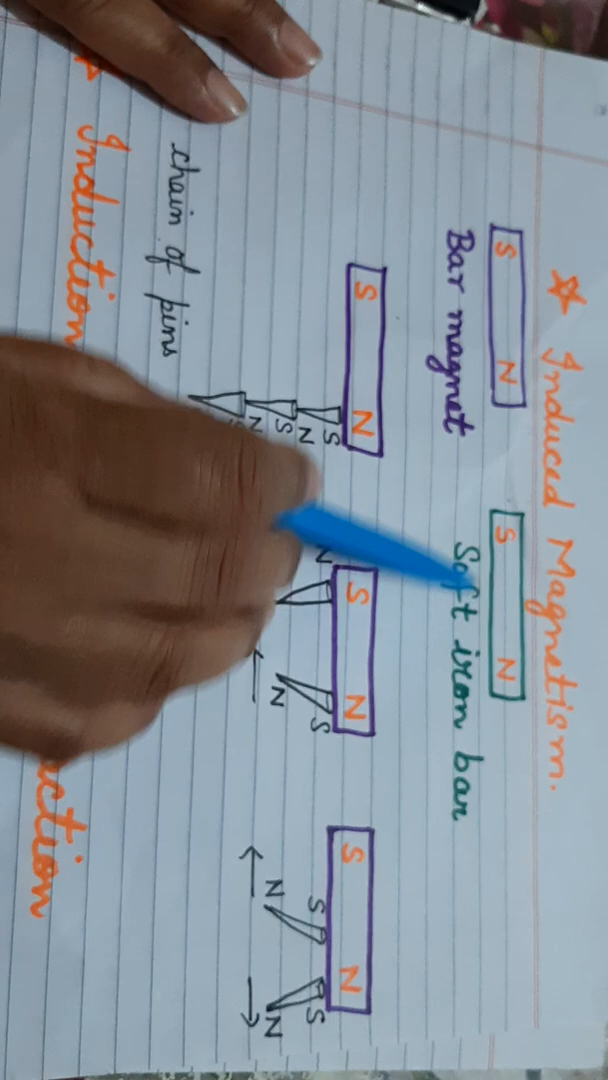 ☆ Induced Magnetism.
S N S N
Bar magnet Soft iron bar
S N S N S N
S N S N S N
N S S N S S
N N N N
← ← →
chain of pins
☆ Induction